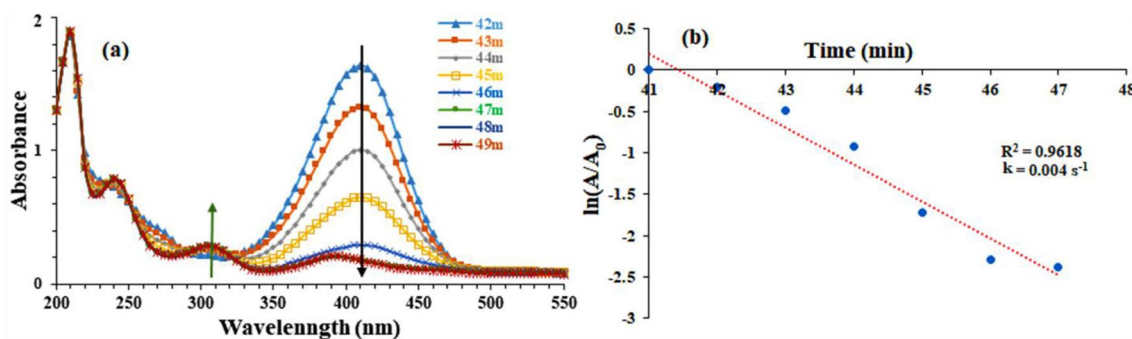 (a)
Absorbance
2
1
0
200 250 300 350 400 450 500 550
Wavelenngth (nm)
42m
43m
44m
45m
46m
47m
48m
49m
(b)
Time (min)
ln(A/A₀)
0
-0.5
-1
-1.5
-2
-2.5
-3
41 42 43 44 45 46 47 48
R² = 0.9618
k = 0.004 s⁻¹